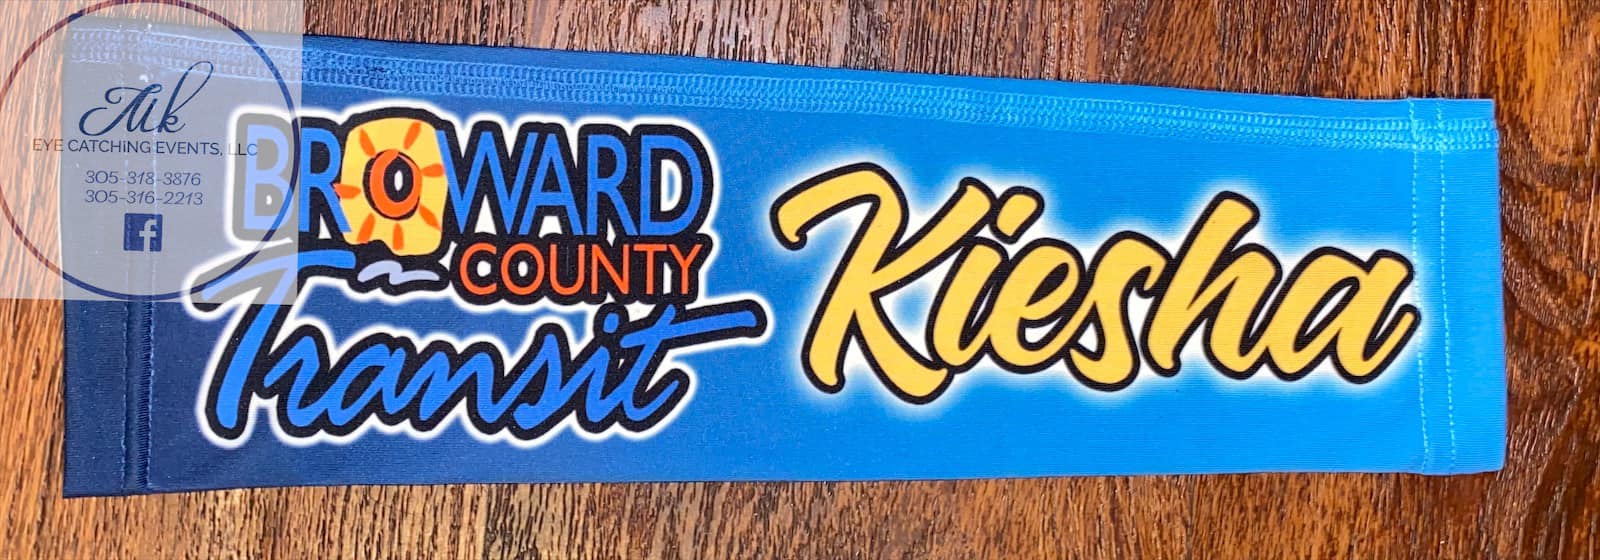 Mk
EYE CATCHING EVENTS, LLC
305-318-3876
305-316-2213
f
BROWARD
COUNTY
Transit
Kiesha